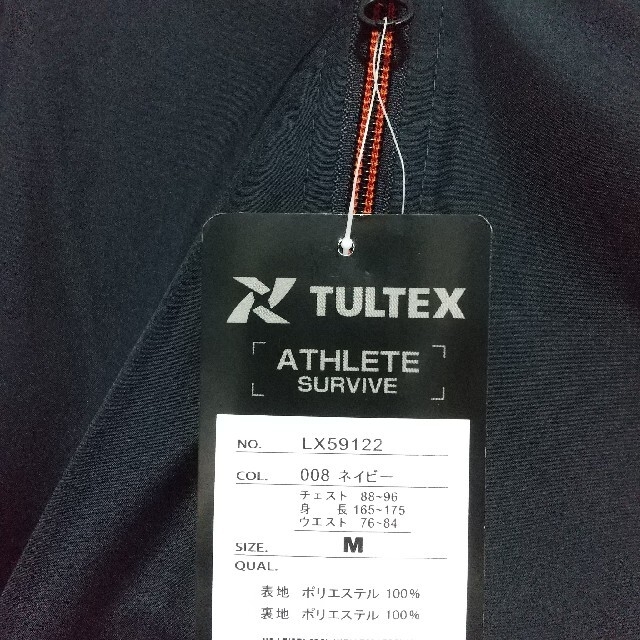 TULTEX
ATHLETE
SURVIVE
NO. LX59122
COL. 008 ネイビー
チェスト 88~96
身 長 165~175
ウエスト 76~84
SIZE. M
QUAL.
表地 ポリエステル 100%
裏地 ポリエステル 100%